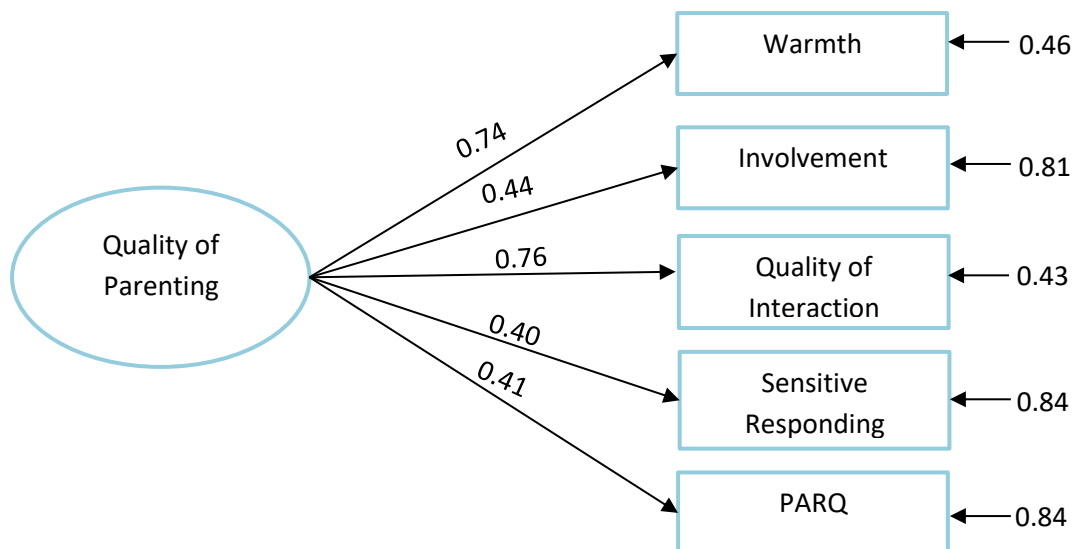 Warmth
0.46
0.74
Involvement
0.81
0.44
Quality of
Parenting
0.76
Quality of
Interaction
0.43
0.40
Sensitive
Responding
0.84
0.41
PARQ
0.84